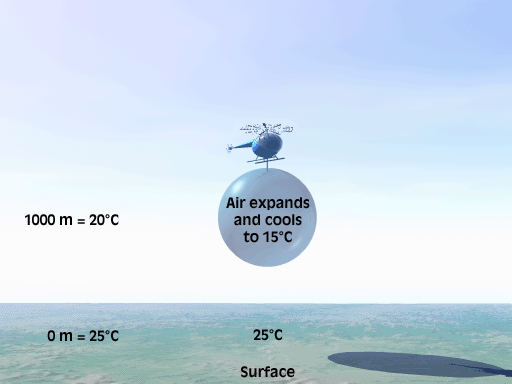 Air expands
and cools
to 15°C
1000 m = 20°C
0 m = 25°C
25°C
Surface